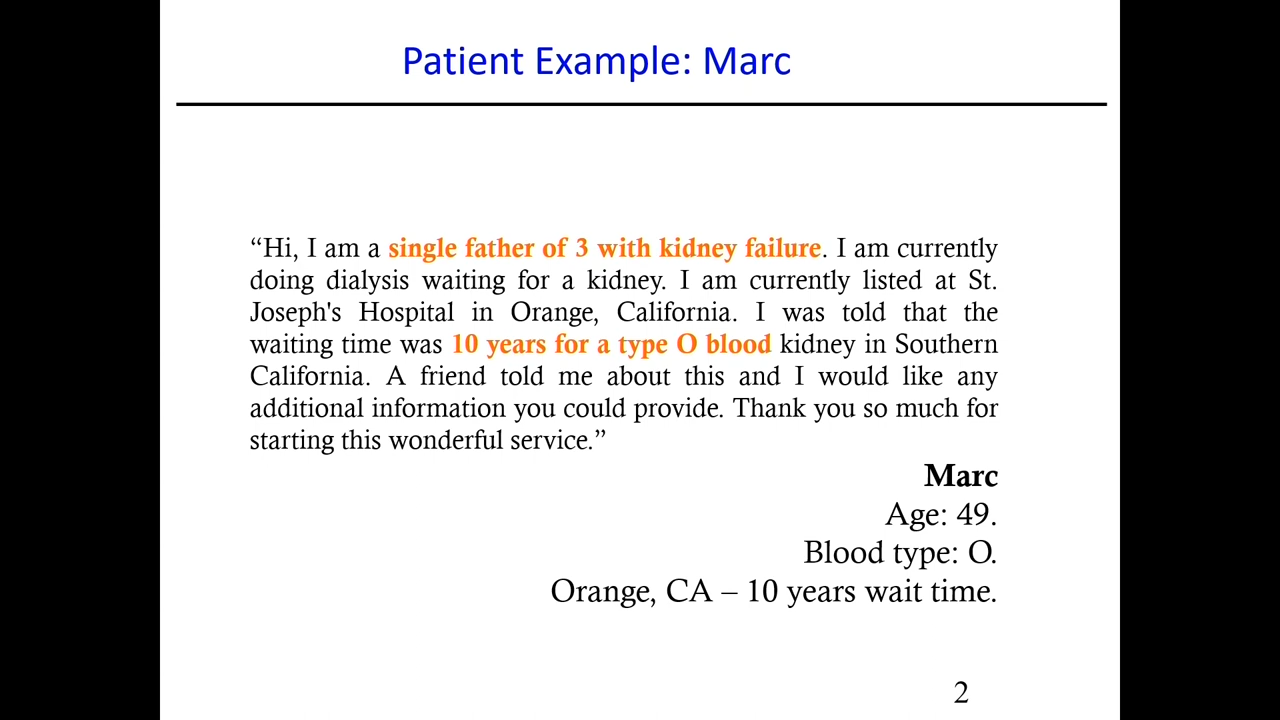 Patient Example: Marc
“Hi, I am a single father of 3 with kidney failure. I am currently
doing dialysis waiting for a kidney. I am currently listed at St.
Joseph's Hospital in Orange, California. I was told that the
waiting time was 10 years for a type O blood kidney in Southern
California. A friend told me about this and I would like any
additional information you could provide. Thank you so much for
starting this wonderful service.”
Marc
Age: 49.
Blood type: O.
Orange, CA – 10 years wait time.
2